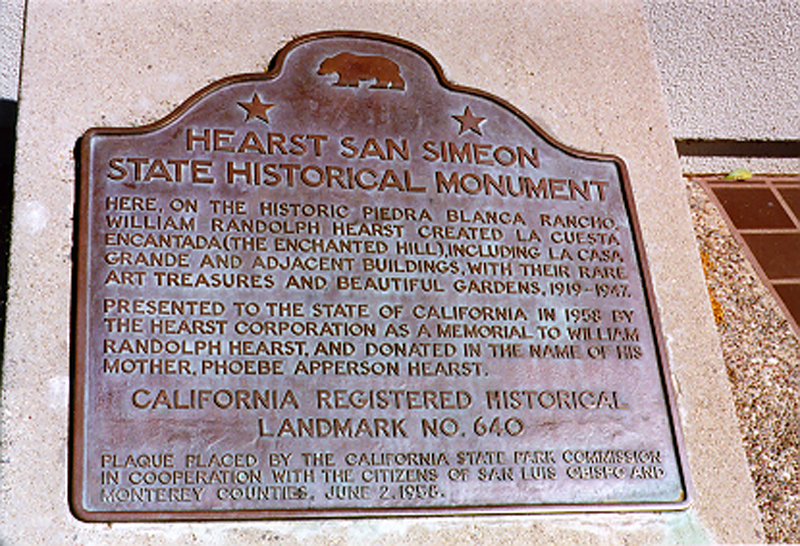 HEARST SAN SIMEON
STATE HISTORICAL MONUMENT
HERE, ON THE HISTORIC PIEDRA BLANCA RANCHO,
WILLIAM RANDOLPH HEARST CREATED LA CUESTA
ENCANTADA (THE ENCHANTED HILL), INCLUDING LA CASA
GRANDE AND ADJACENT BUILDINGS, WITH THEIR RARE
ART TREASURES AND BEAUTIFUL GARDENS, 1919-1947.
PRESENTED TO THE STATE OF CALIFORNIA IN 1958 BY
THE HEARST CORPORATION AS A MEMORIAL TO WILLIAM
RANDOLPH HEARST, AND DONATED IN THE NAME OF HIS
MOTHER, PHOEBE APPERSON HEARST.
CALIFORNIA REGISTERED HISTORICAL
LANDMARK NO. 640
PLAQUE PLACED BY THE CALIFORNIA STATE PARK COMMISSION
IN COOPERATION WITH THE CITIZENS OF SAN LUIS OBISPO AND
MONTEREY COUNTIES, JUNE 2, 1958.